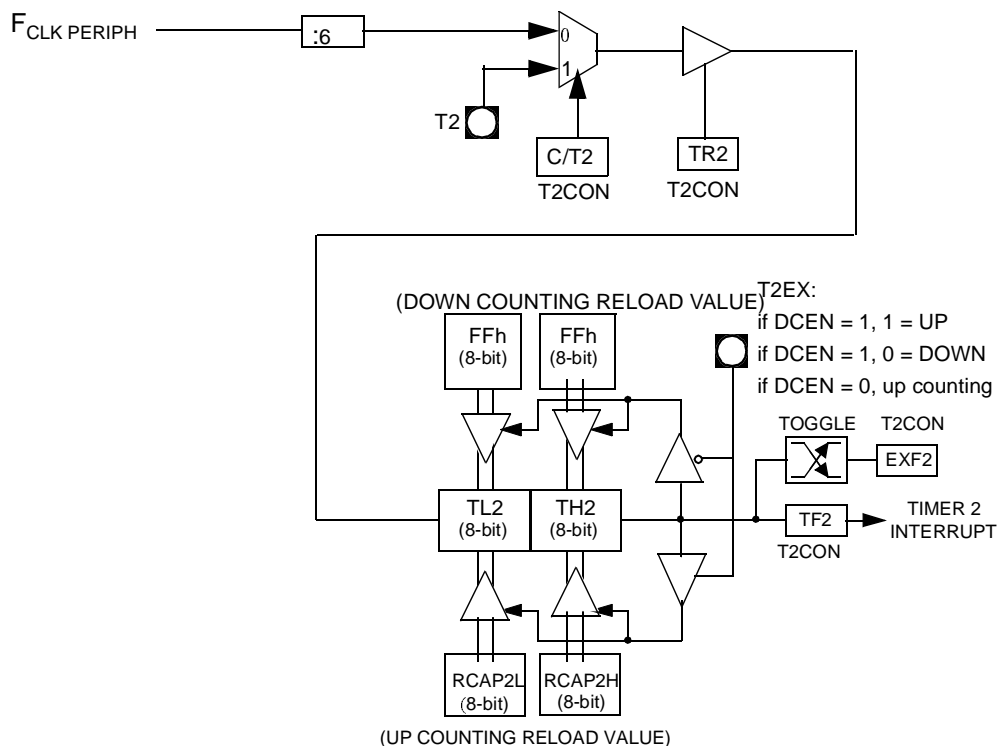 FCLK PERIPH
:6
0
1
T2
C/T2
TR2
T2CON
T2CON
T2EX:
(DOWN COUNTING RELOAD VALUE)
if DCEN = 1, 1 = UP
FFh
(8-bit)
FFh
(8-bit)
if DCEN = 1, 0 = DOWN
if DCEN = 0, up counting
TOGGLE
T2CON
EXF2
TL2
(8-bit)
TH2
(8-bit)
TF2
TIMER 2
INTERRUPT
T2CON
RCAP2L
(8-bit)
RCAP2H
(8-bit)
(UP COUNTING RELOAD VALUE)